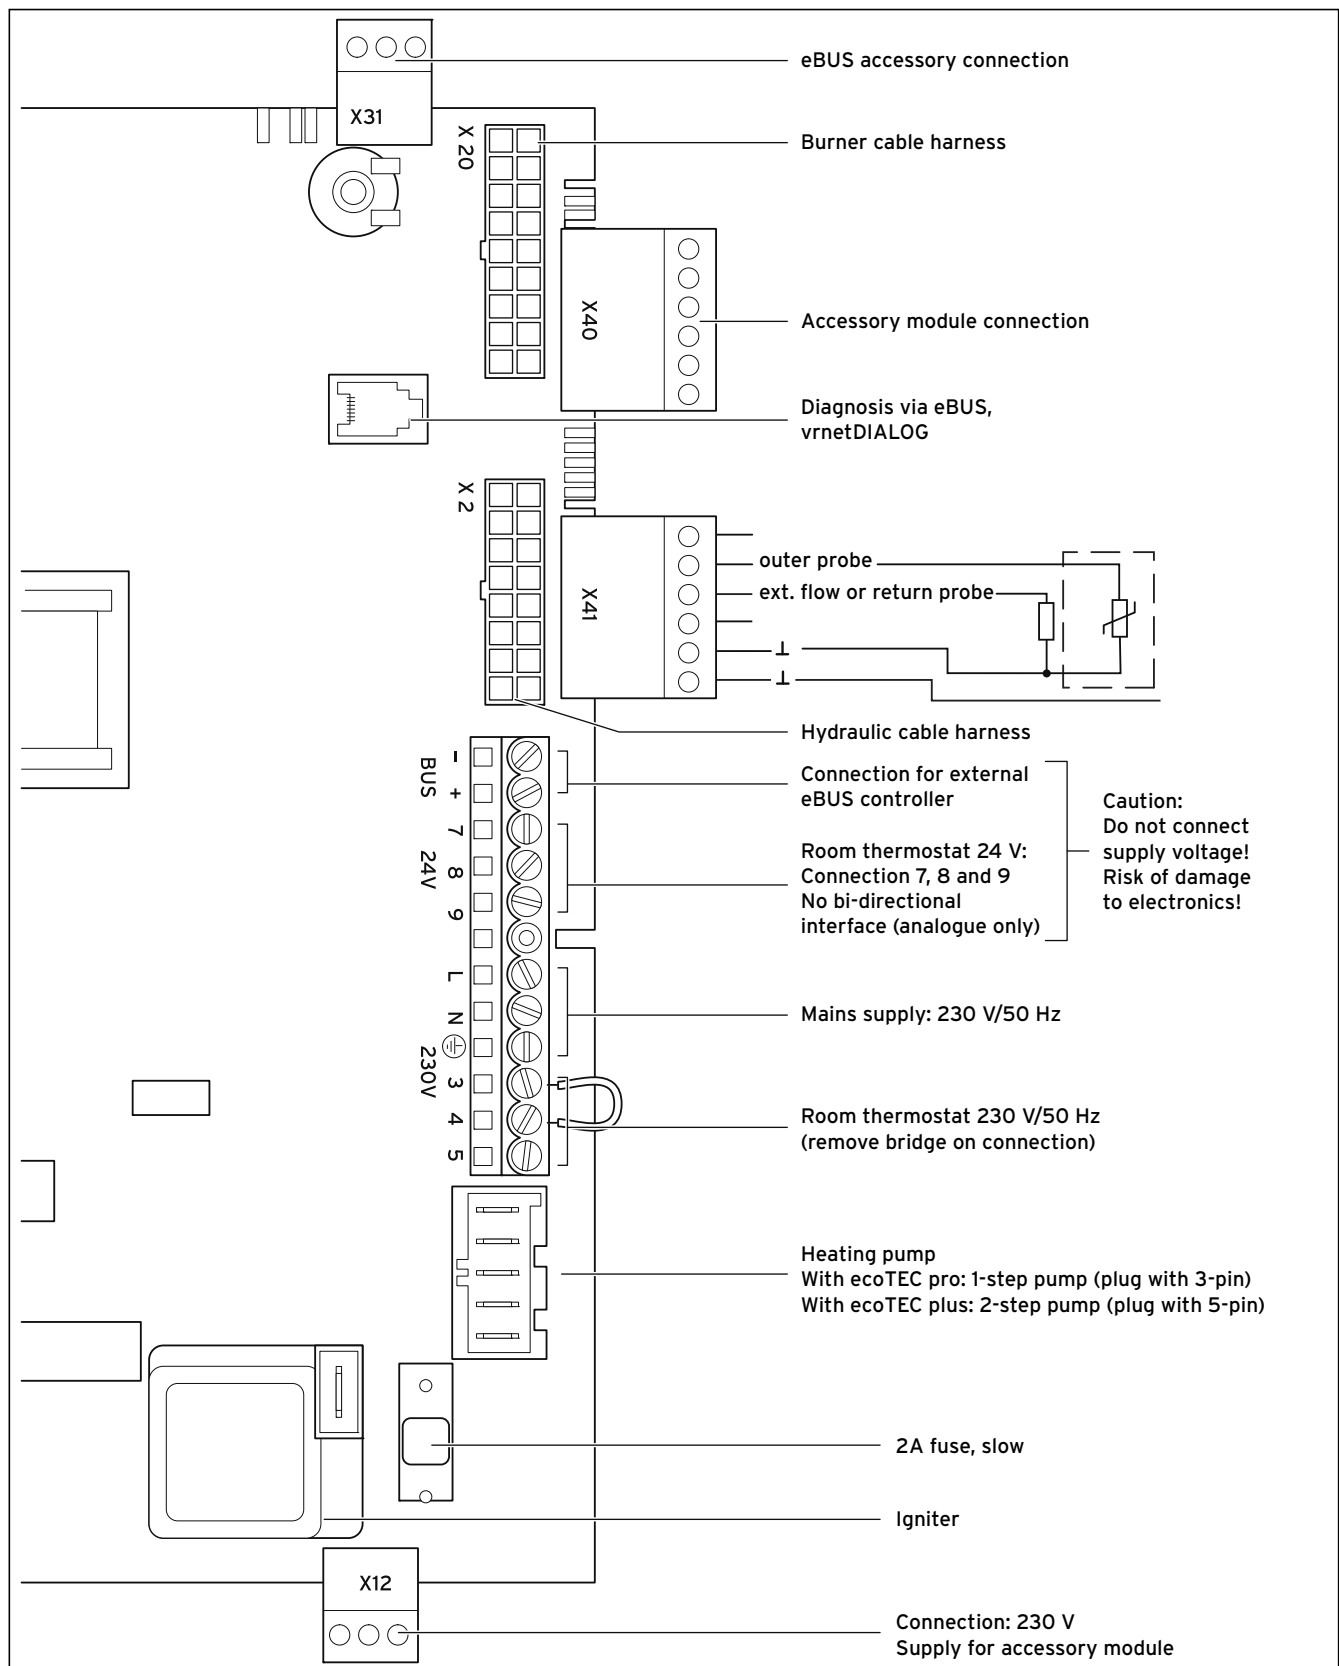 eBUS accessory connection
X31
Burner cable harness
X 20
X40
Accessory module connection
Diagnosis via eBUS,
vrnetDIALOG
X 2
X41
outer probe
ext. flow or return probe
Hydraulic cable harness
BUS
- +
Connection for external
eBUS controller
24V
7 8 9
Room thermostat 24 V:
Connection 7, 8 and 9
No bi-directional
interface (analogue only)
Caution:
Do not connect
supply voltage!
Risk of damage
to electronics!
L N
Mains supply: 230 V/50 Hz
230V
3 4 5
Room thermostat 230 V/50 Hz
(remove bridge on connection)
Heating pump
With ecoTEC pro: 1-step pump (plug with 3-pin)
With ecoTEC plus: 2-step pump (plug with 5-pin)
2A fuse, slow
Igniter
X12
Connection: 230 V
Supply for accessory module